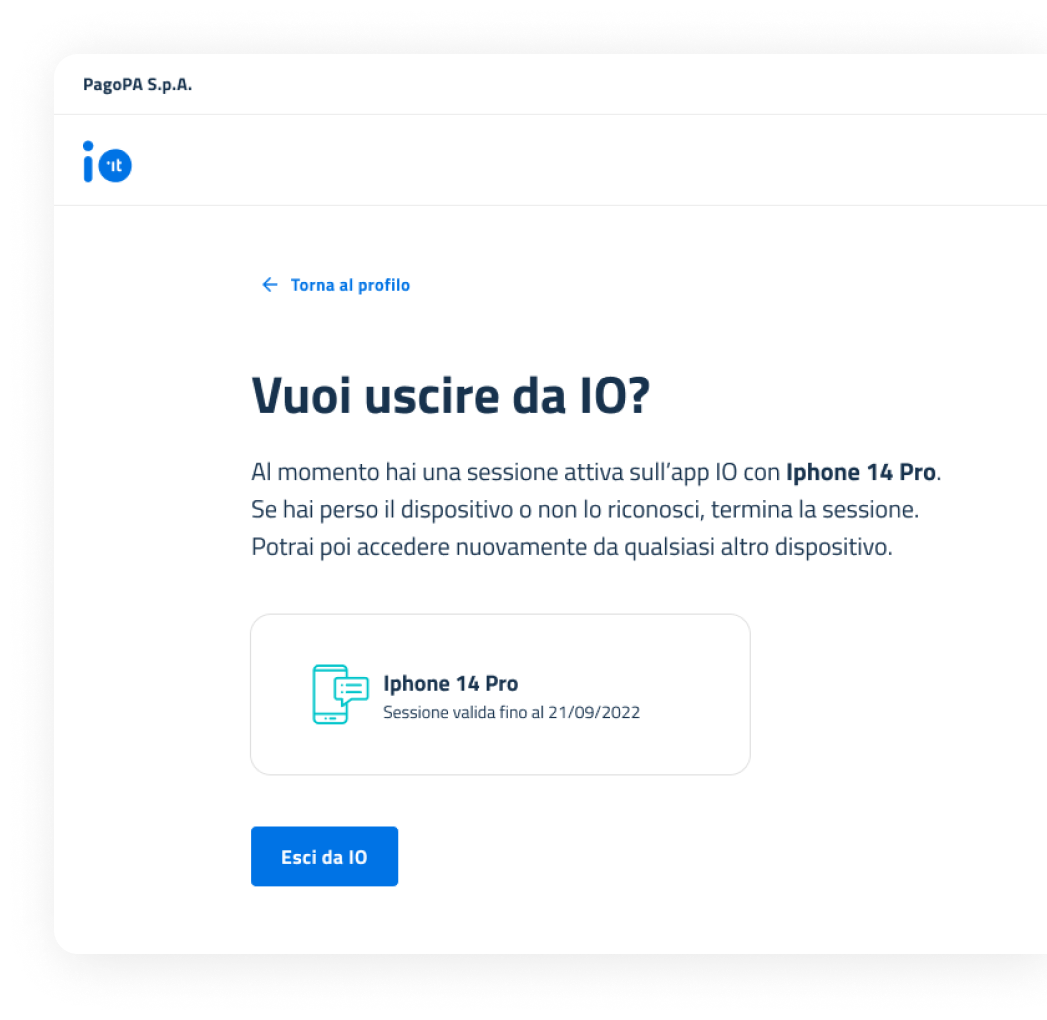 PagoPA S.p.A.
io it
Torna al profilo
Vuoi uscire da IO?
Al momento hai una sessione attiva sull'app IO con Iphone 14 Pro.
Se hai perso il dispositivo o non lo riconosci, termina la sessione.
Potrai poi accedere nuovamente da qualsiasi altro dispositivo.
Iphone 14 Pro
Sessione valida fino al 21/09/2022
Esci da IO